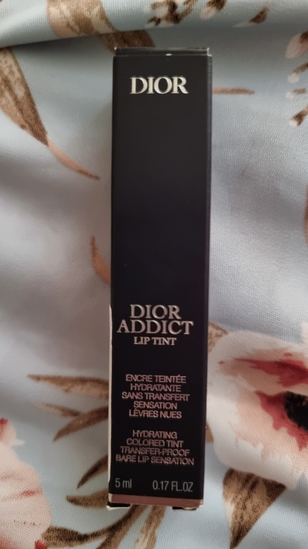 DIOR
DIOR
ADDICT
LIP TINT
ENCRE TEINTÉE
HYDRATANTE
SANS TRANSFERT
SENSATION
LÈVRES NUES
HYDRATING
COLORED TINT
TRANSFER-PROOF
BARE LIP SENSATION
5 ml 0.17 FL.OZ